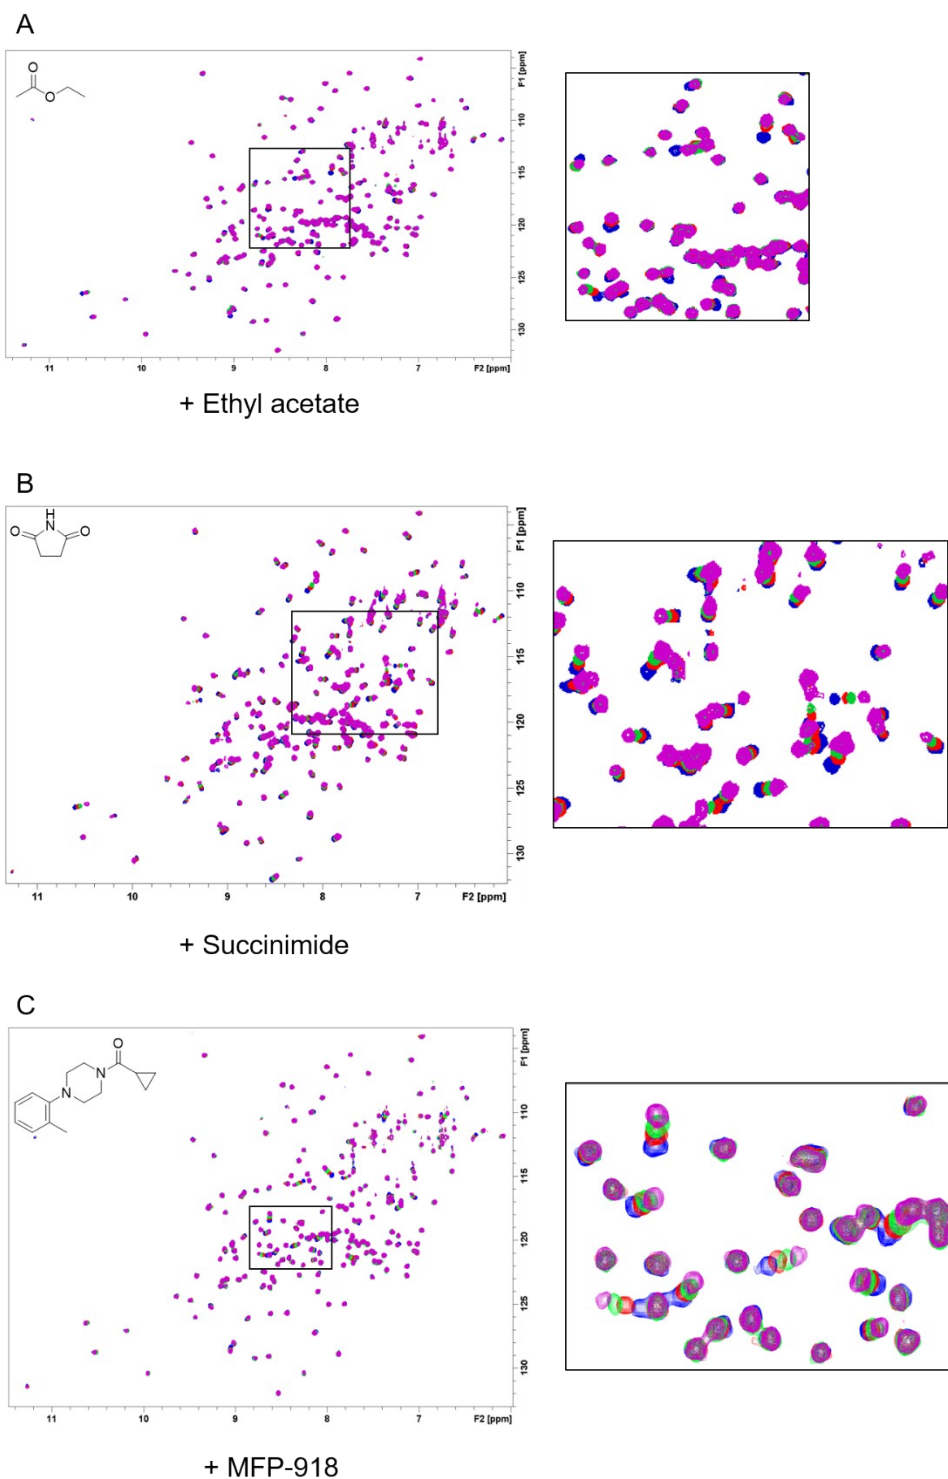 A
O
O
F1 [ppm]
110
115
120
125
130
11
10
9
8
7
F2 [ppm]
+ Ethyl acetate
B
H
N
O
O
F1 [ppm]
110
115
120
125
130
11
10
9
8
7
F2 [ppm]
+ Succinimide
C
O
N
N
F1 [ppm]
110
115
120
125
130
11
10
9
8
7
F2 [ppm]
+ MFP-918